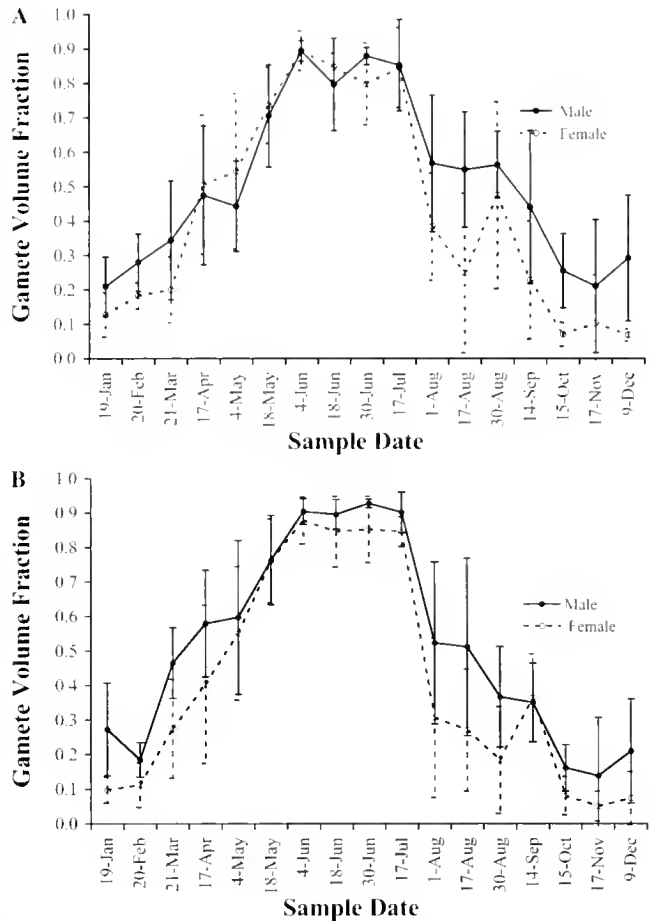 A
Gamete Volume Fraction
1.0
0.9
0.8
0.7
0.6
0.5
0.4
0.3
0.2
0.1
0.0
Male
Female
19-Jan
20-Feb
21-Mar
17-Apr
4-May
18-May
4-Jun
18-Jun
30-Jun
17-Jul
1-Aug
17-Aug
30-Aug
14-Sep
15-Oct
17-Nov
9-Dec
Sample Date
B
Gamete Volume Fraction
1.0
0.9
0.8
0.7
0.6
0.5
0.4
0.3
0.2
0.1
0.0
Male
Female
19-Jan
20-Feb
21-Mar
17-Apr
4-May
18-May
4-Jun
18-Jun
30-Jun
17-Jul
1-Aug
17-Aug
30-Aug
14-Sep
15-Oct
17-Nov
9-Dec
Sample Date